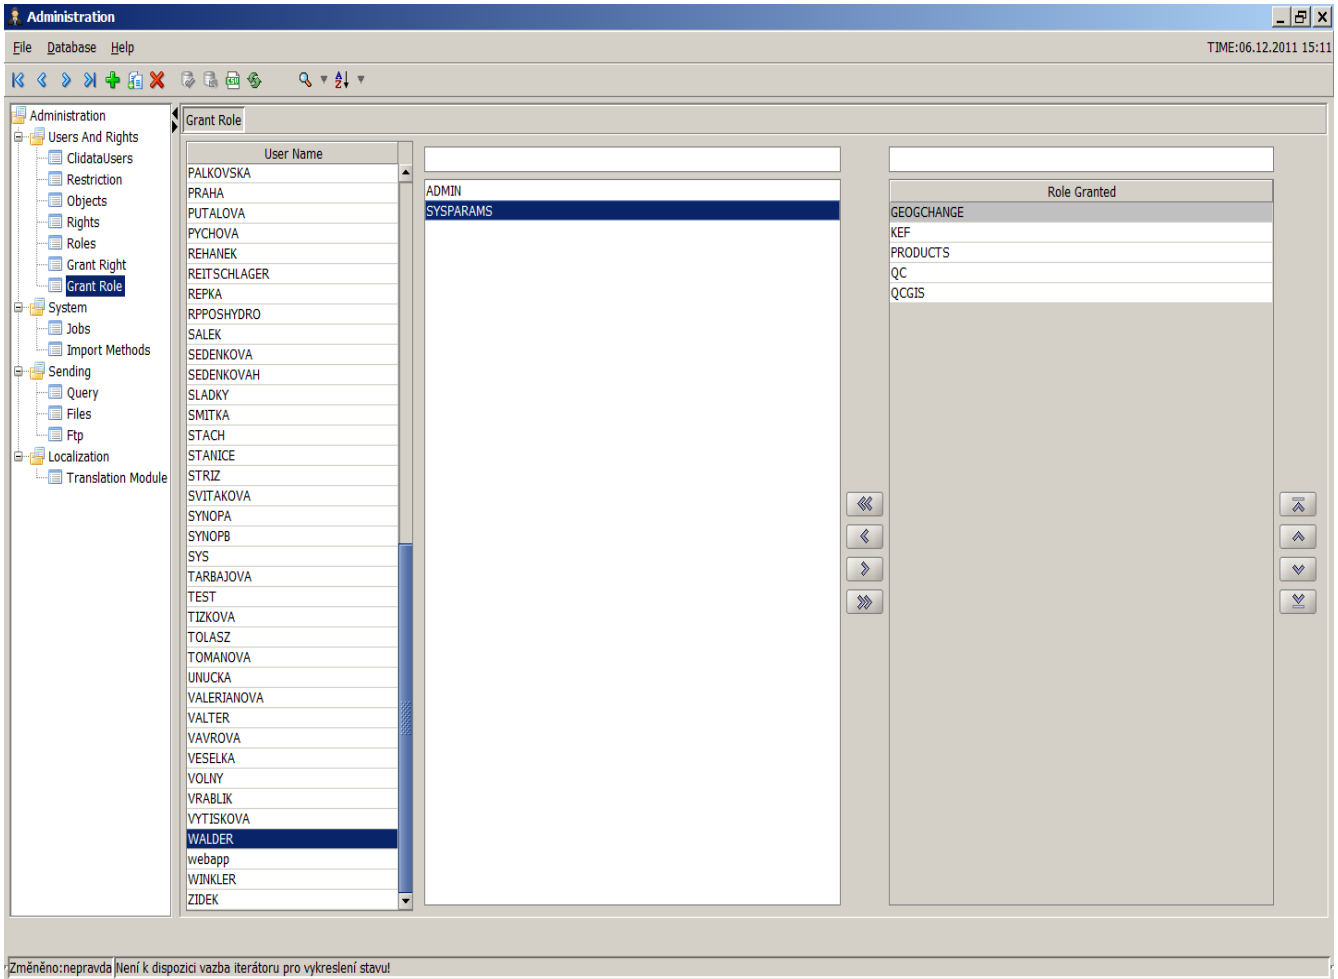 Administration
File Database Help
TIME:06.12.2011 15:11
Administration
Users And Rights
ClidataUsers
Restriction
Objects
Rights
Roles
Grant Right
Grant Role
System
Jobs
Import Methods
Sending
Query
Files
Ftp
Localization
Translation Module
Grant Role
User Name
PALKOVSKA
PRAHA
PUTALOVA
PYCHOVA
REHANEK
REITSCHLAGER
REPKA
RPPOSHYDRO
SALEK
SEDENKOVA
SEDENKOVAH
SLADKY
SMITKA
STACH
STANICE
STRIZ
SVITAKOVA
SYNOPA
SYNOPB
SYS
TARBAJOVA
TEST
TIZKOVA
TOLASZ
TOMANOVA
UNUCKA
VALERIANOVA
VALTER
VAVROVA
VESELKA
VOLNY
VRABLIK
VYTISKOVA
WALDER
webapp
WINKLER
ZIDEK
ADMIN
SYSPARAMS
Role Granted
GEOGCHANGE
KEF
PRODUCTS
QC
QCGIS
Změněno:nepravda Není k dispozici vazba iterátoru pro vykreslení stavu!